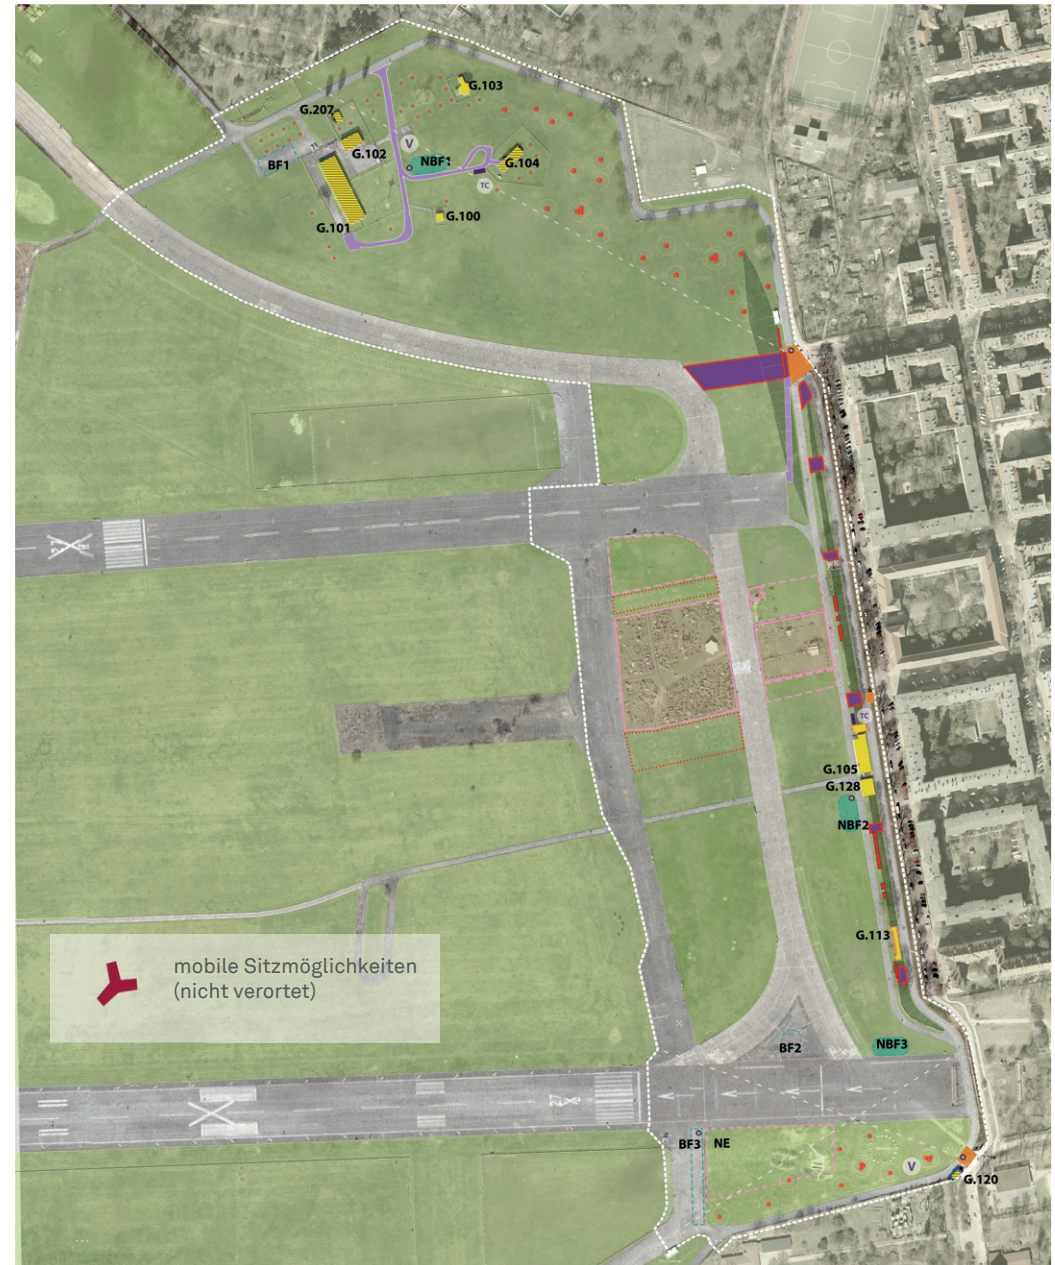 G.103
G.207
G.102
V
NBF1
G.104
BF1
TC
G.100
G.101
TC
G.105
G.128
NBF2
G.113
mobile Sitzmöglichkeiten
(nicht verortet)
BF2
NBF3
BF3
NE
V
G.120